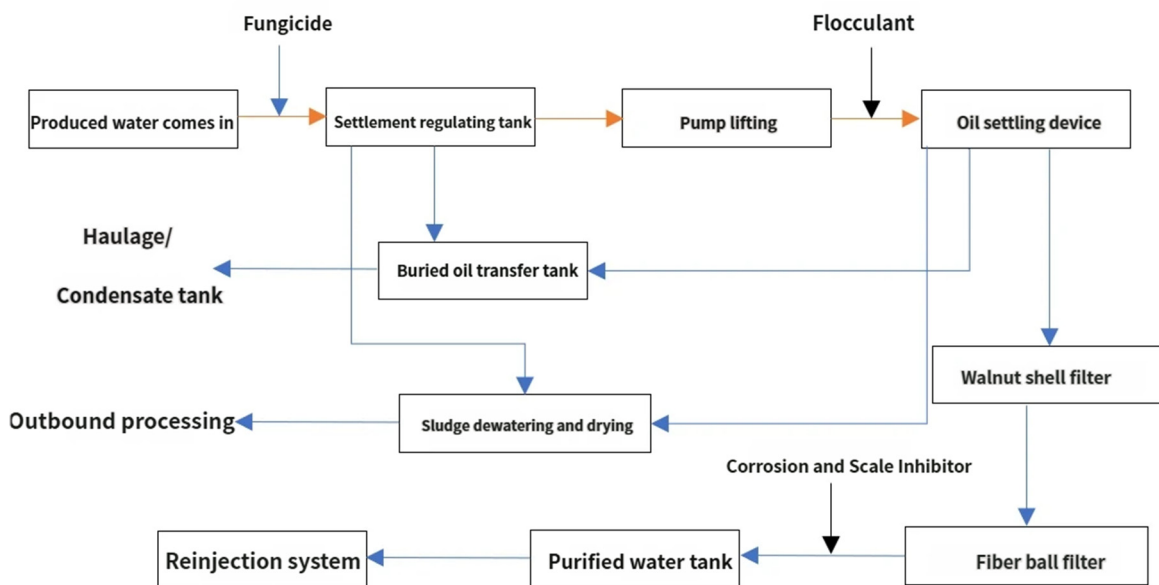 Fungicide
Flocculant
Produced water comes in
Settlement regulating tank
Pump lifting
Oil settling device
Haulage/
Condensate tank
Buried oil transfer tank
Walnut shell filter
Outbound processing
Sludge dewatering and drying
Corrosion and Scale Inhibitor
Reinjection system
Purified water tank
Fiber ball filter